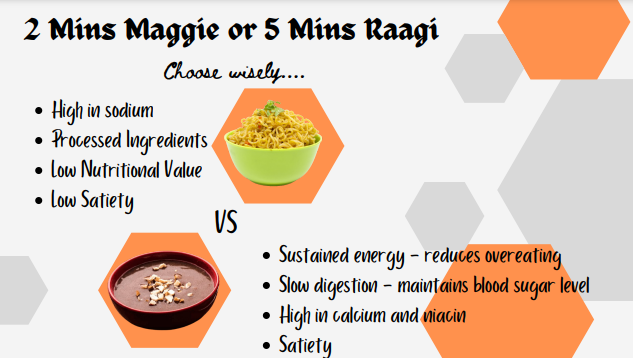 2 Mins Maggie or 5 Mins Raagi
Choose wisely....
• High in sodium
• Processed Ingredients
• Low Nutritional Value
• Low Satiety
VS
• Sustained energy - reduces overeating
• Slow digestion - maintains blood sugar level
• High in calcium and niacin
• Satiety